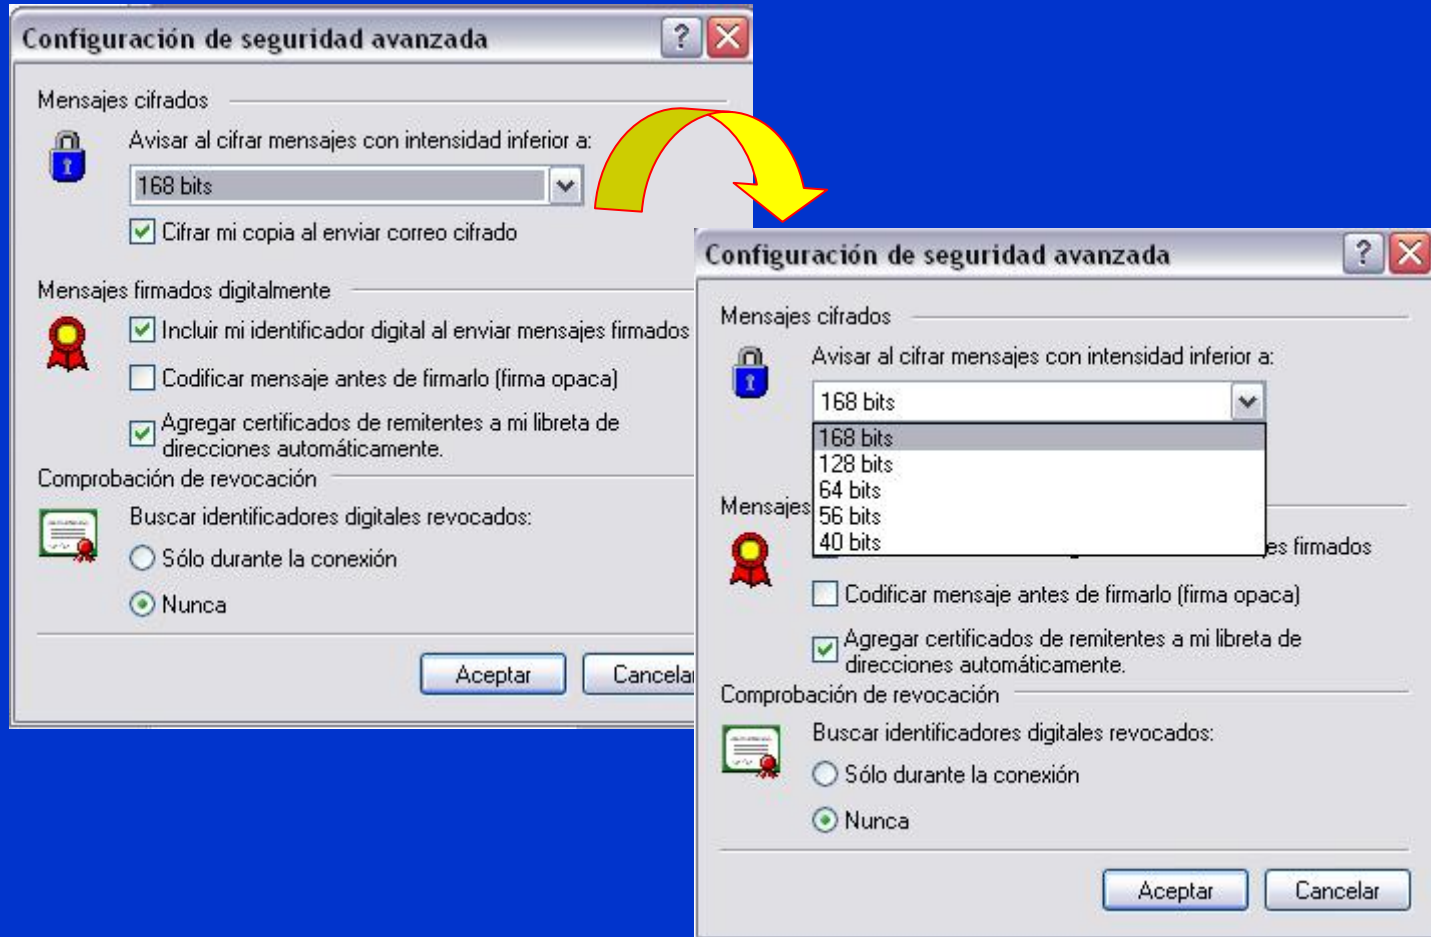 Configuración de seguridad avanzada
Mensajes cifrados
Avisar al cifrar mensajes con intensidad inferior a:
168 bits
Cifrar mi copia al enviar correo cifrado
Mensajes firmados digitalmente
Incluir mi identificador digital al enviar mensajes firmados
Codificar mensaje antes de firmarlo (firma opaca)
Agregar certificados de remitentes a mi libreta de
direcciones automáticamente.
Comprobación de revocación
Buscar identificadores digitales revocados:
Sólo durante la conexión
Nunca
Aceptar
Cancelar
Configuración de seguridad avanzada
Mensajes cifrados
Avisar al cifrar mensajes con intensidad inferior a:
168 bits
168 bits
128 bits
64 bits
56 bits
40 bits
Mensajes
es firmados
Codificar mensaje antes de firmarlo (firma opaca)
Agregar certificados de remitentes a mi libreta de
direcciones automáticamente.
Comprobación de revocación
Buscar identificadores digitales revocados:
Sólo durante la conexión
Nunca
Aceptar
Cancelar